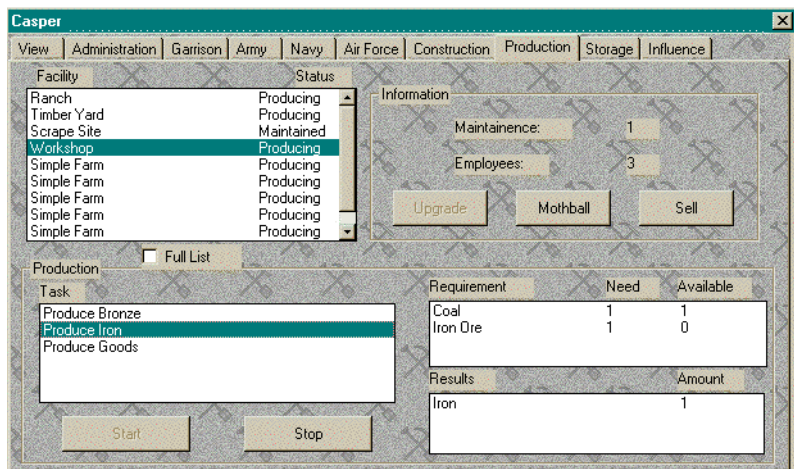 Casper
View Administration Garrison Army Navy Air Force Construction Production Storage Influence
Facility Status
Ranch Producing
Timber Yard Producing
Scrape Site Maintained
Workshop Producing
Simple Farm Producing
Simple Farm Producing
Simple Farm Producing
Simple Farm Producing
Simple Farm Producing
Full List
Information
Maintainence: 1
Employees: 3
Upgrade Mothball Sell
Production
Task
Produce Bronze
Produce Iron
Produce Goods
Start Stop
Requirement Need Available
Coal 1 1
Iron Ore 1 0
Results Amount
Iron 1